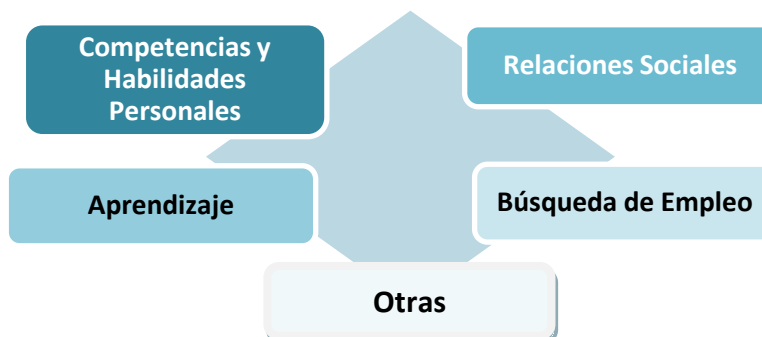 Competencias y
Habilidades
Personales
Relaciones Sociales
Aprendizaje
Búsqueda de Empleo
Otras